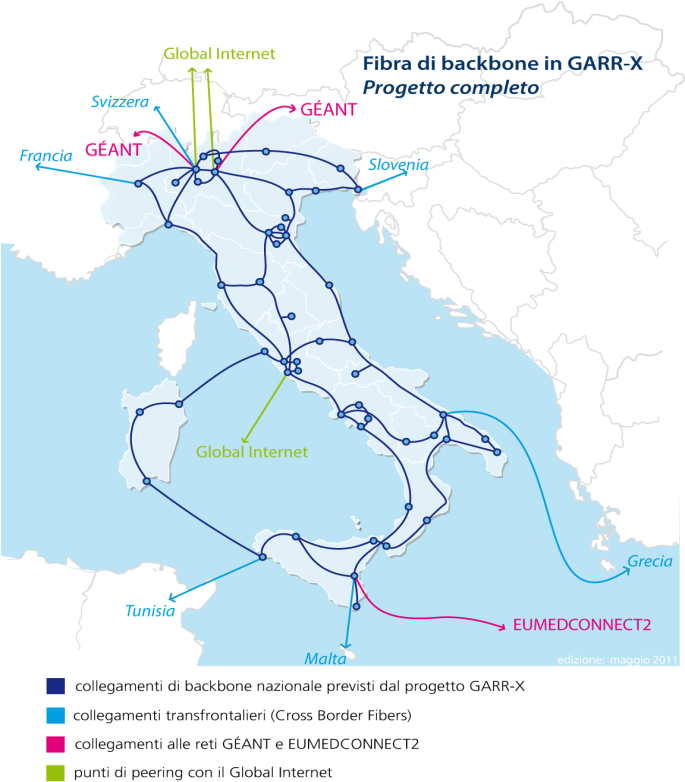 Global Internet
Fibra di backbone in GARR-X
Progetto completo
Svizzera
GÉANT
GÉANT
Francia
Slovenia
Global Internet
Grecia
Tunisia
EUMEDCONNECT2
Malta
edizione: maggio 2011
collegamenti di backbone nazionale previsti dal progetto GARR-X
collegamenti transfrontalieri (Cross Border Fibers)
collegamenti alle reti GÉANT e EUMEDCONNECT2
punti di peering con il Global Internet